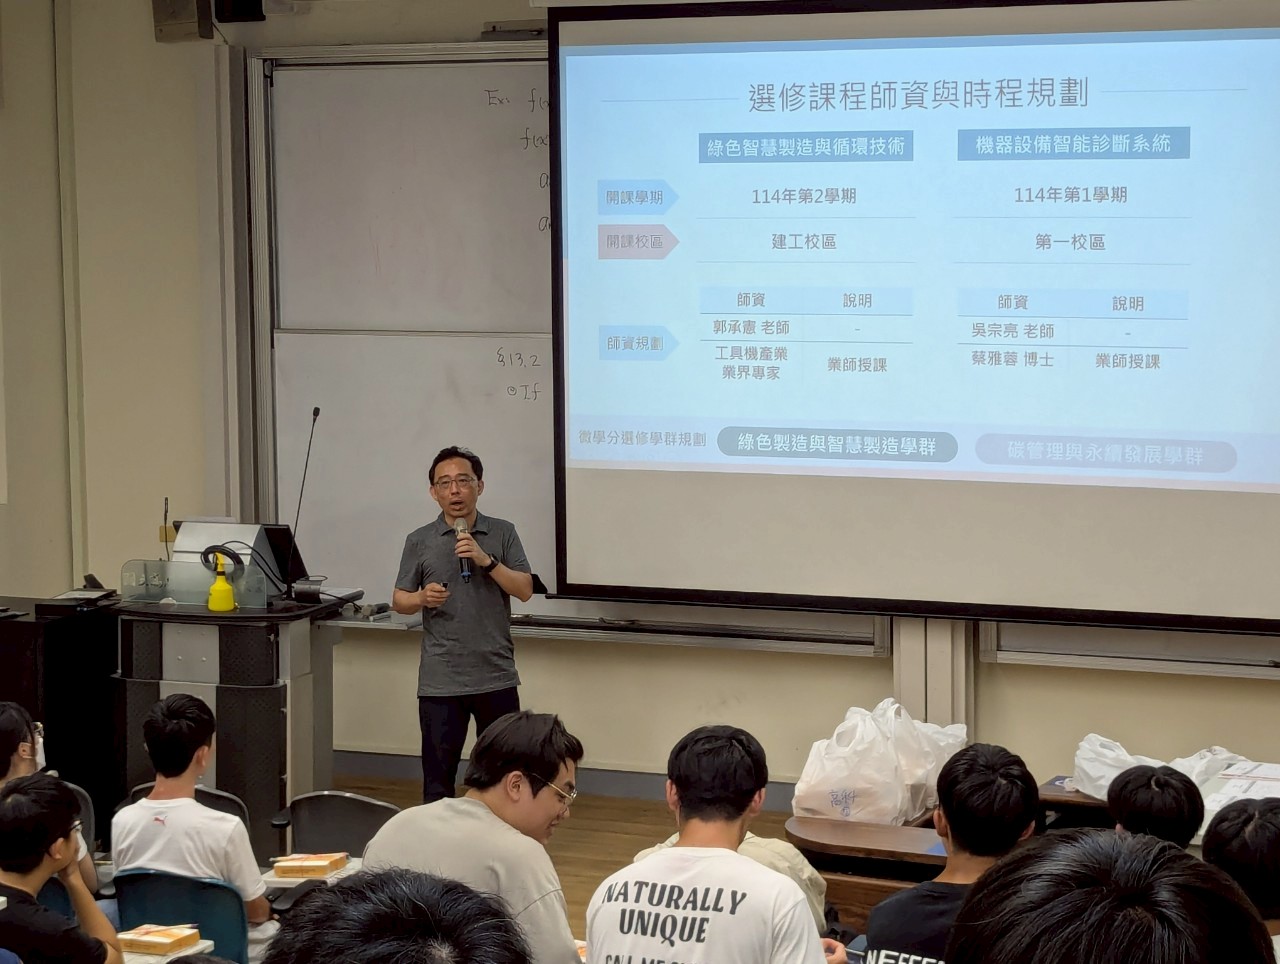 選修課程師資與時程規劃
綠色智慧製造與循環技術
機器設備智能診斷系統
開課學期
114年第2學期
114年第1學期
開課校區
建工校區
第一校區
師資規劃
師資 說明
郭承憲 老師 -
工具機產業
業界專家
業師授課
師資 說明
吳宗亮 老師 -
蔡雅蓉 博士 業師授課
微學分選修學群規劃
綠色製造與智慧製造學群
碳管理與永續發展學群
Ex:
§13.2
⊙If
高科
NATURALLY
UNIQUE